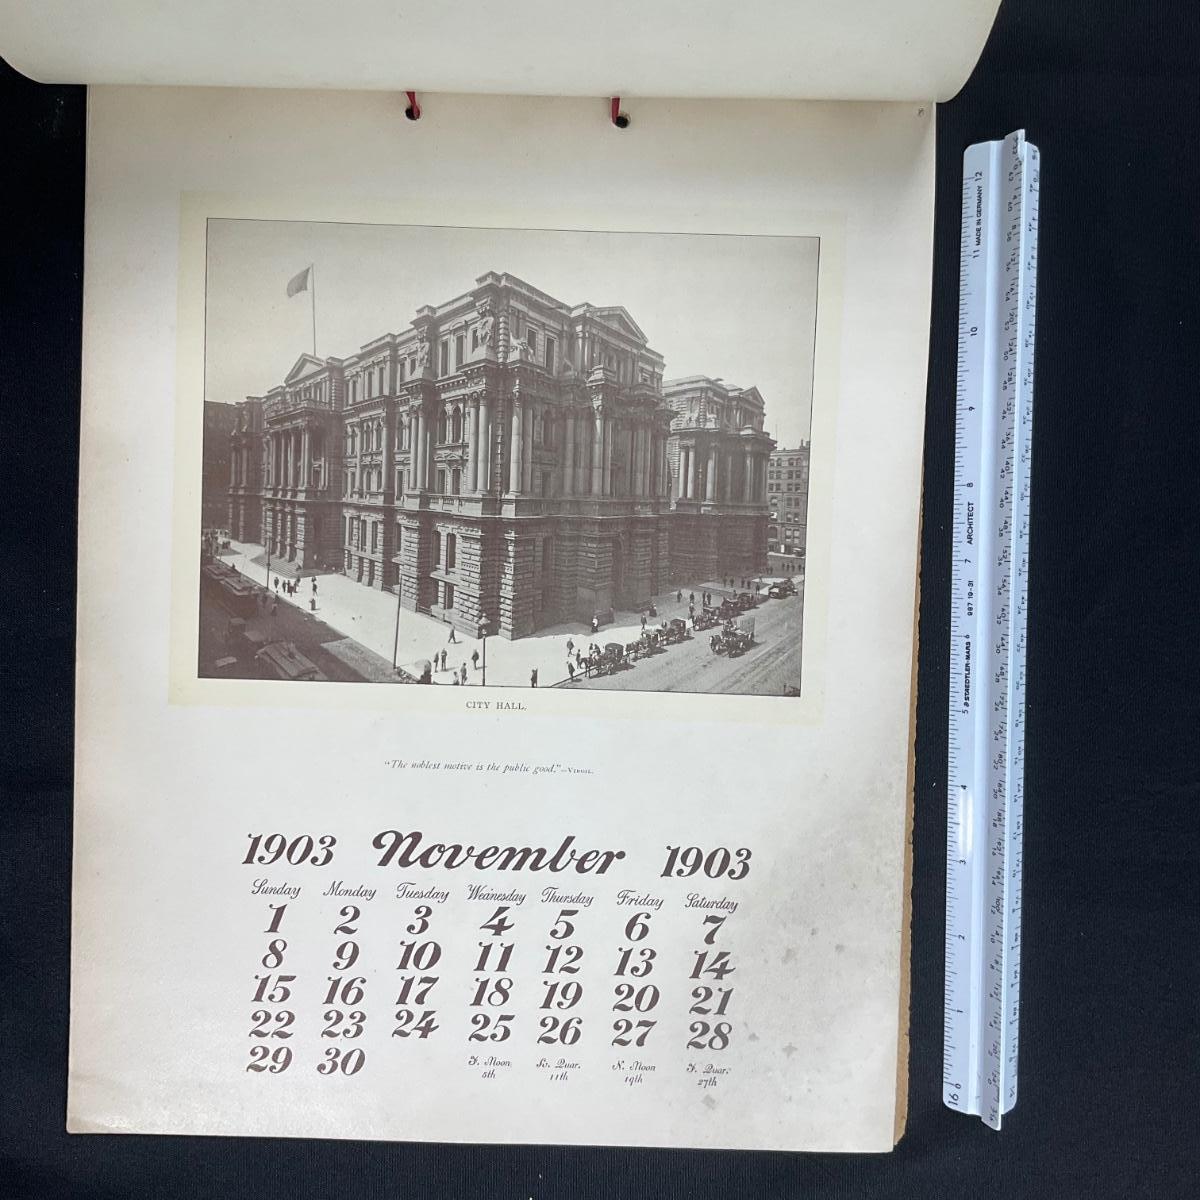 CITY HALL.
"The noblest motive is the public good."—VIRGIL.
1903 November 1903
Sunday Monday Tuesday Wednesday Thursday Friday Saturday
1 2 3 4 5 6 7
8 9 10 11 12 13 14
15 16 17 18 19 20 21
22 23 24 25 26 27 28
29 30
F. Moon 5th
L. Quar. 11th
N. Moon 19th
F. Quar. 27th
MADE IN GERMANY
ARCHITECT
987 19-31
STAEDTLER-MARS
12
11
10
9
8
7
6
5
4
3
2
1
0
16